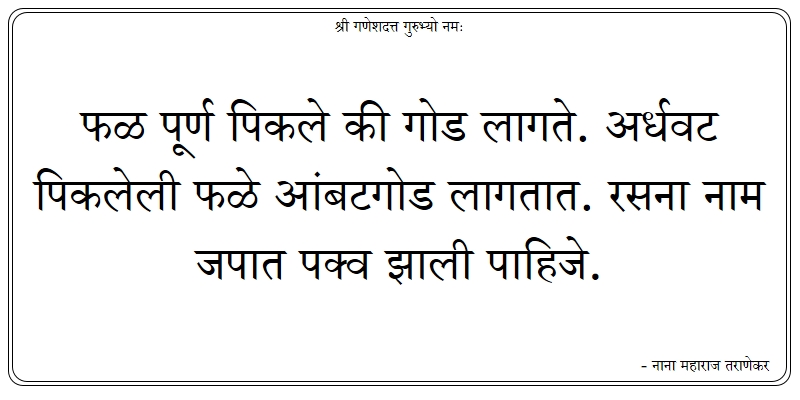 श्री गणेशदत्त गुरुभ्यो नमः
फळ पूर्ण पिकले की गोड लागते. अर्धवट
पिकलेली फळे आंबटगोड लागतात. रसना नाम
जपात पक्व झाली पाहिजे.
- नाना महाराज तराणेकर